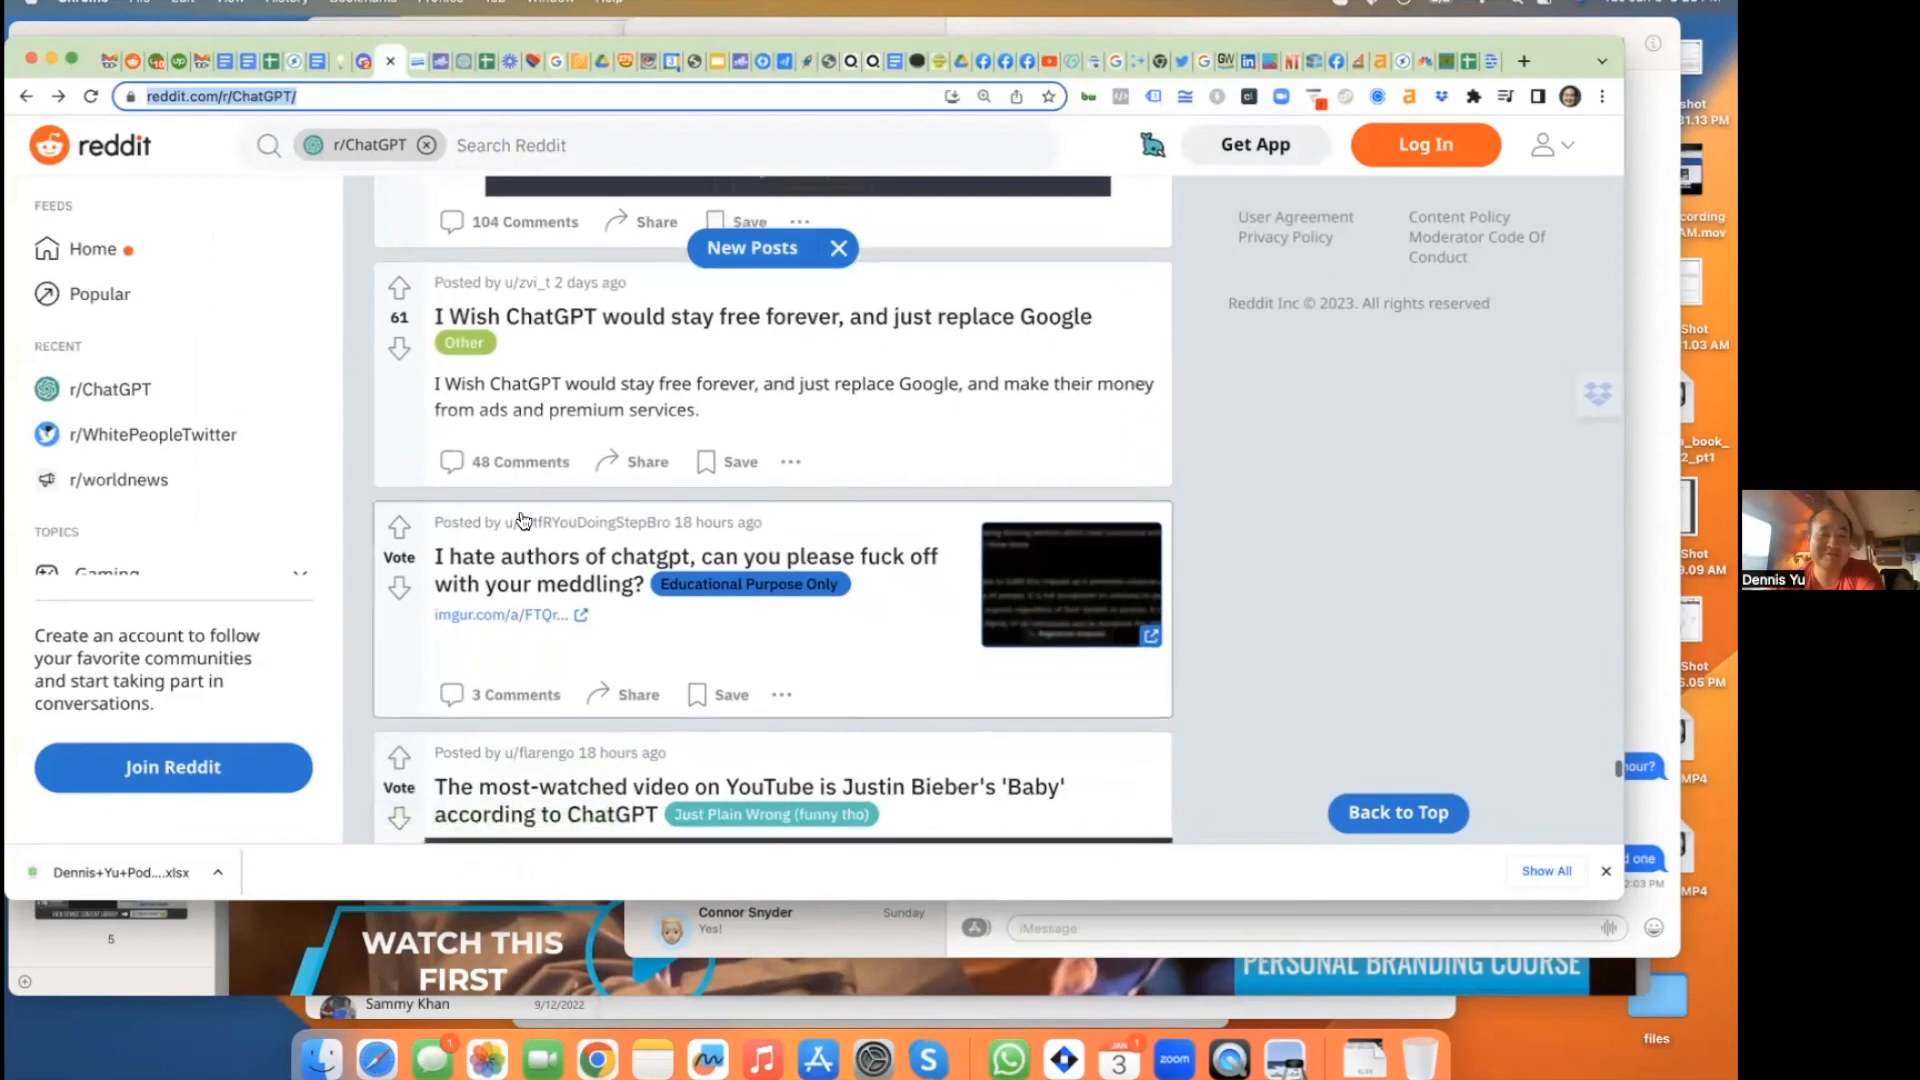 reddit.com/r/ChatGPT/
reddit
r/ChatGPT
Search Reddit
Get App
Log In
FEEDS
Home
Popular
RECENT
r/ChatGPT
r/WhitePeopleTwitter
r/worldnews
TOPICS
Gaming
Create an account to follow
your favorite communities
and start taking part in
conversations.
Join Reddit
104 Comments
Share
Save
New Posts
Posted by u/zvi_t 2 days ago
61
I Wish ChatGPT would stay free forever, and just replace Google
Other
I Wish ChatGPT would stay free forever, and just replace Google, and make their money
from ads and premium services.
48 Comments
Share
Save
18 hours ago
Vote
I hate authors of chatgpt, can you please fuck off
with your meddling?
Educational Purpose Only
imgur.com/a/FTQr...
3 Comments
Share
Save
Posted by u/flarengo 18 hours ago
Vote
The most-watched video on YouTube is Justin Bieber's 'Baby'
according to ChatGPT
Just Plain Wrong (funny tho)
User Agreement
Privacy Policy
Content Policy
Moderator Code Of
Conduct
Reddit Inc © 2023. All rights reserved
Back to Top
Dennis+Yu+Pod....xlsx
Show All
5
WATCH THIS
FIRST
Connor Snyder
Sunday
Yes!
iMessage
PERSONAL BRANDING COURSE
Sammy Khan
9/12/2022
files
JAN
3
zoom
Dennis Yu